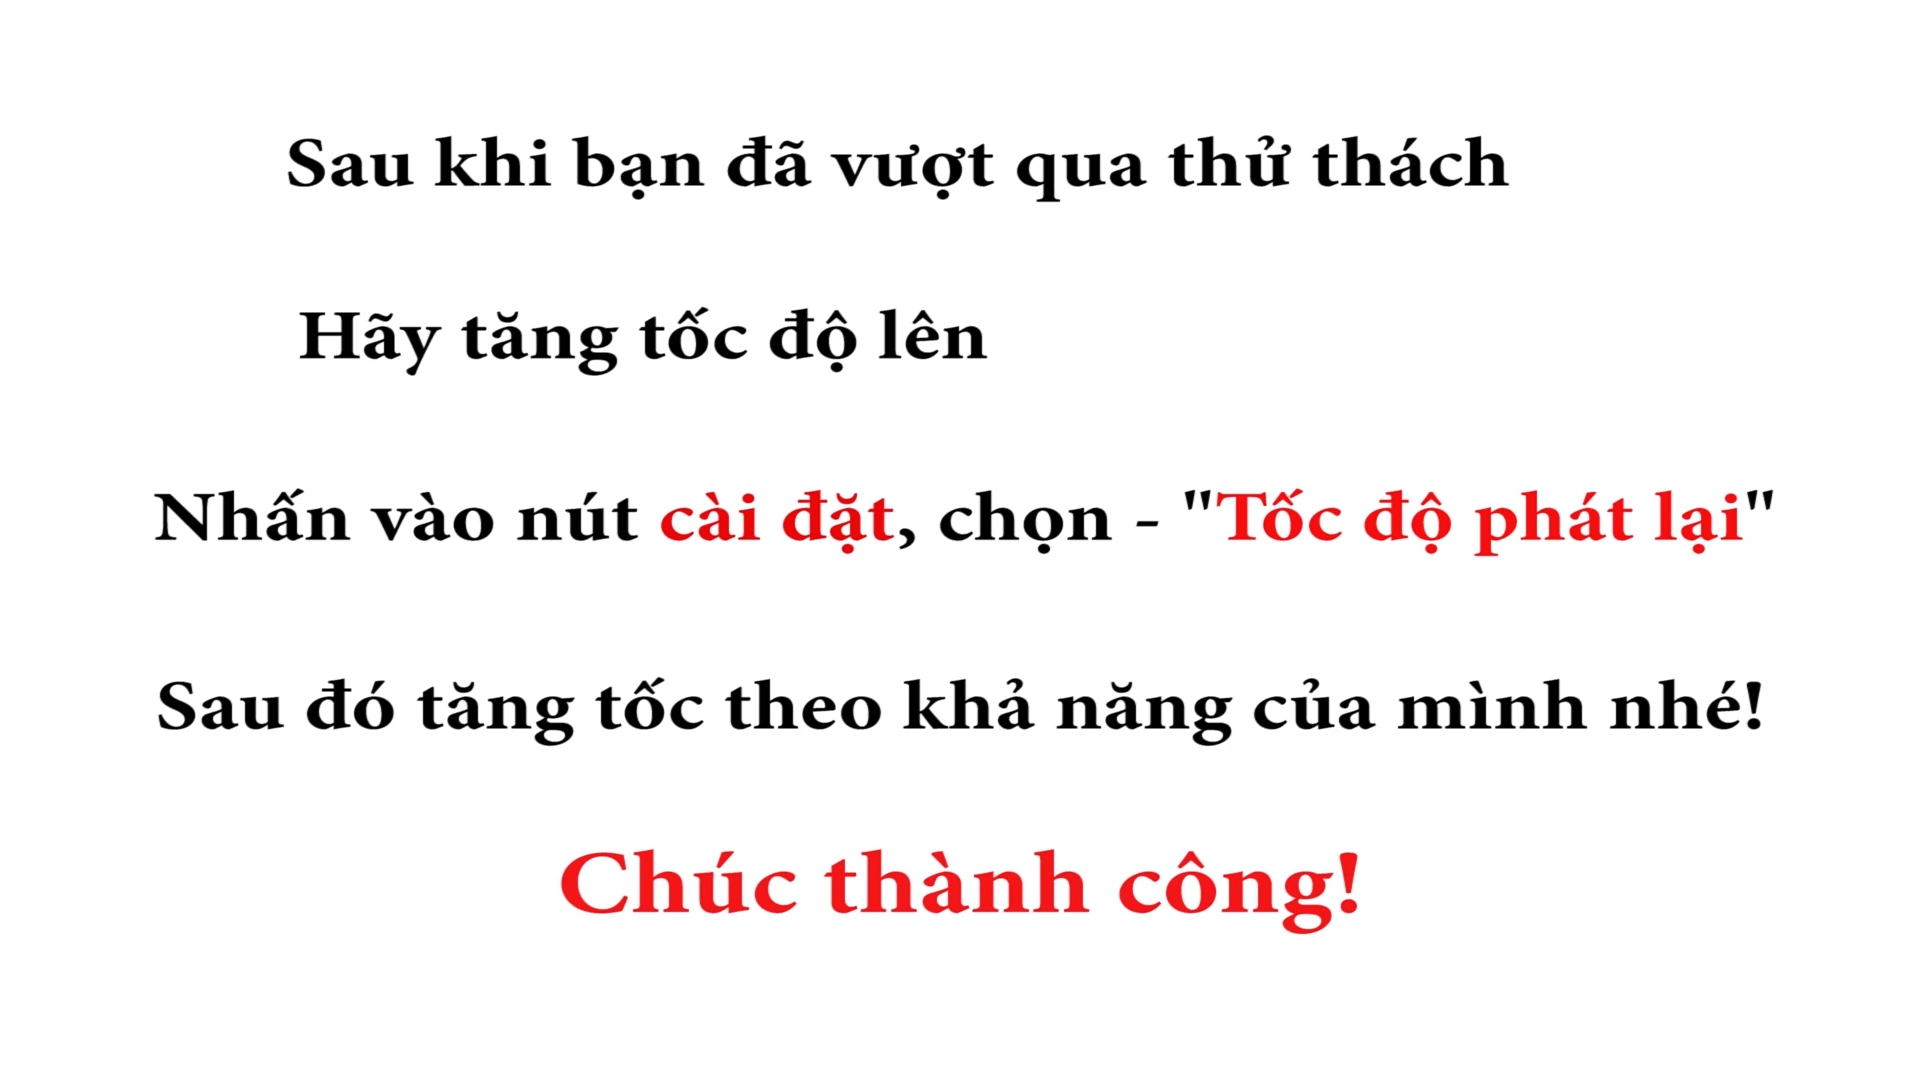 Sau khi bạn đã vượt qua thử thách
Hãy tăng tốc độ lên
Nhấn vào nút cài đặt, chọn - "Tốc độ phát lại"
Sau đó tăng tốc theo khả năng của mình nhé!
Chúc thành công!